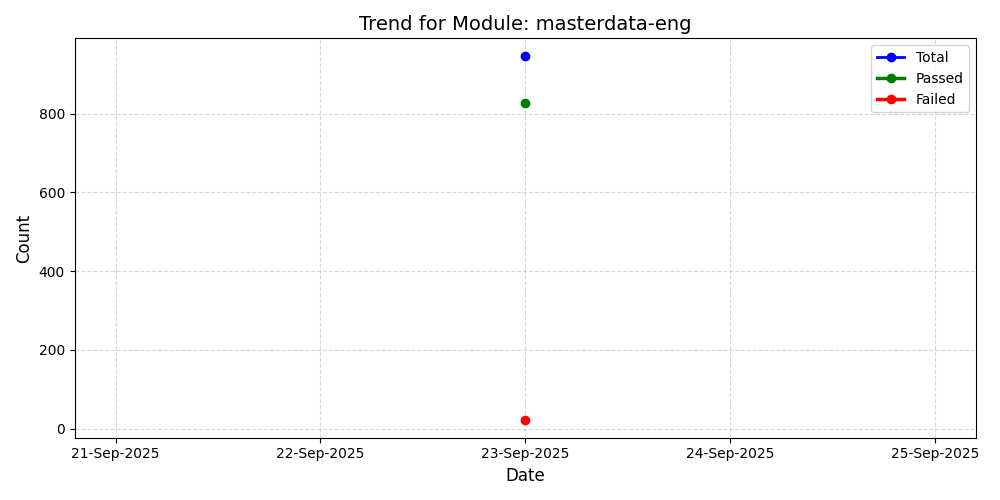 Trend for Module: masterdata-eng
Total
Passed
Failed
Count
800
600
400
200
0
21-Sep-2025
22-Sep-2025
23-Sep-2025
24-Sep-2025
25-Sep-2025
Date